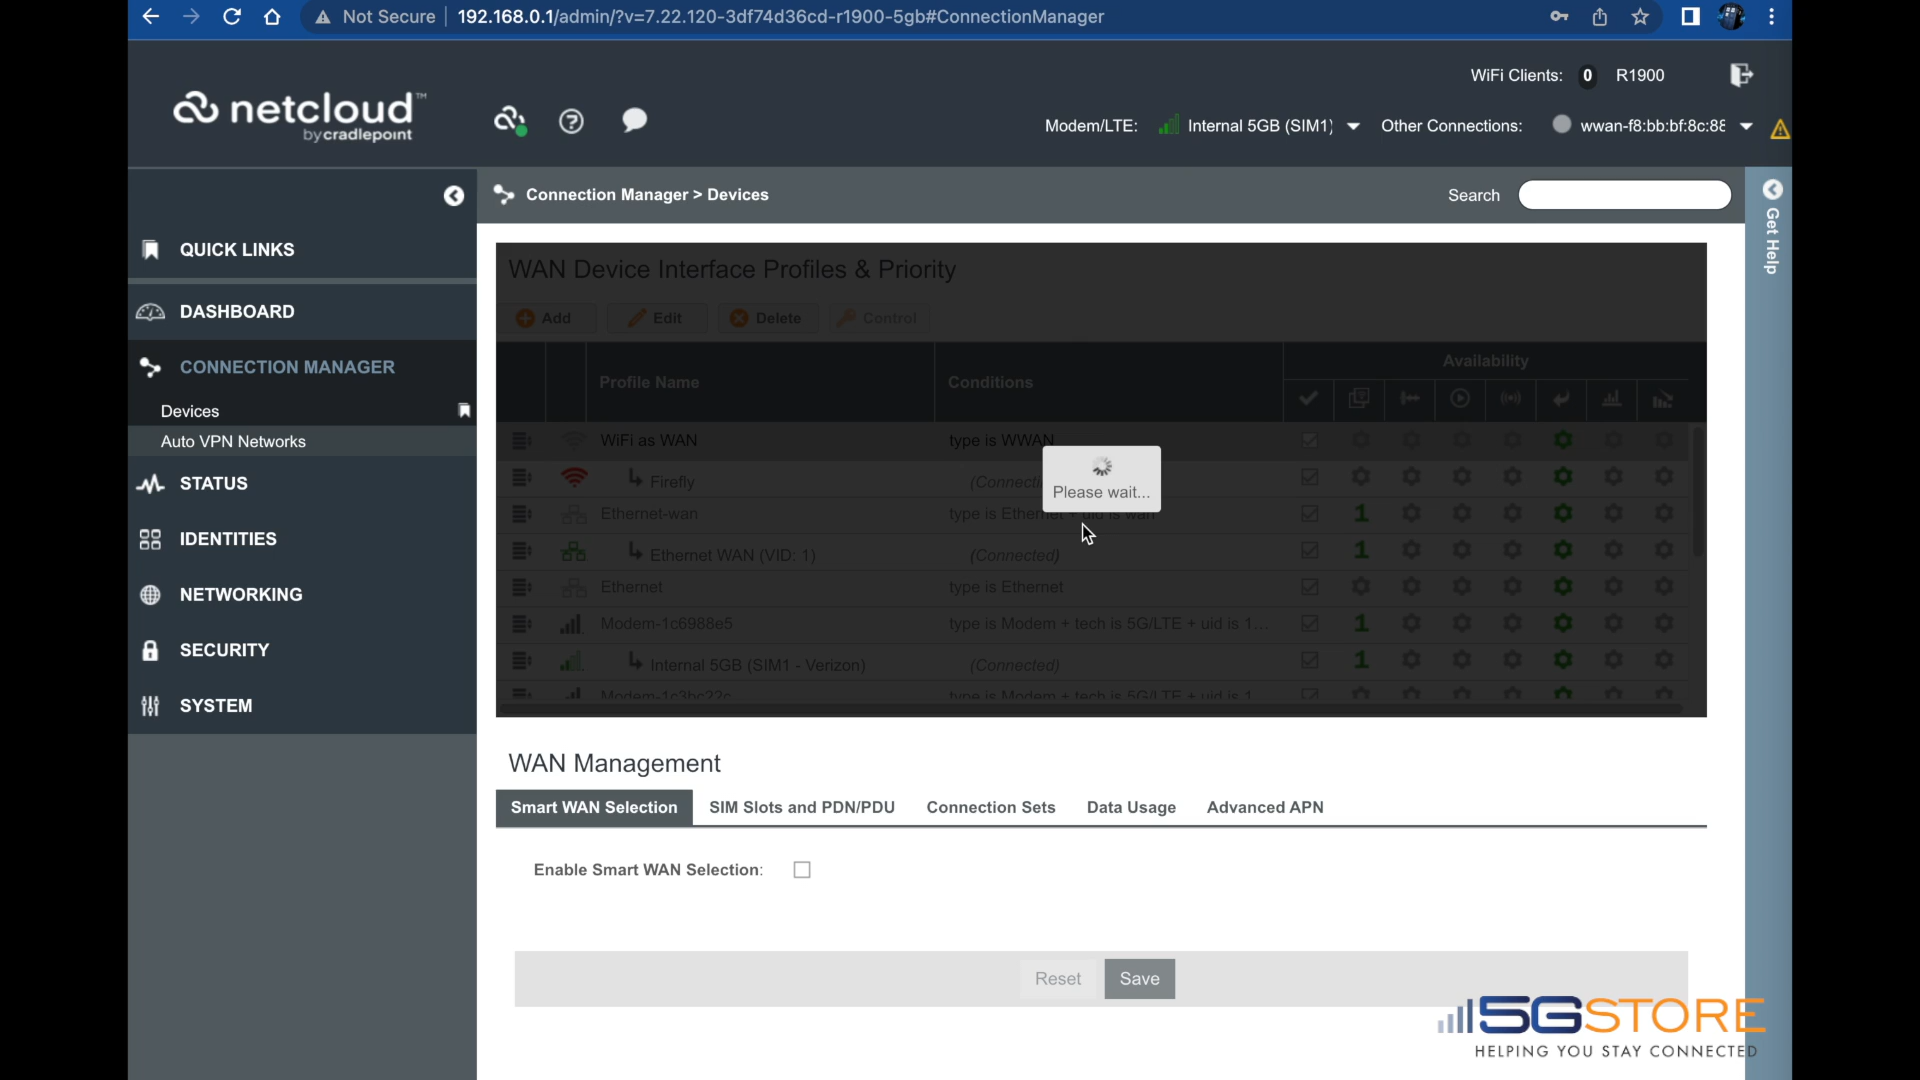 Not Secure 192.168.0.1/admin/?v=7.22.120-3df74d36cd-r1900-5gb#ConnectionManager
WiFi Clients: 0 R1900
netcloud™
by cradlepoint
Modem/LTE: Internal 5GB (SIM1) Other Connections: wwan-f8:bb:bf:8c:88
Connection Manager > Devices
Search
Get Help
QUICK LINKS
DASHBOARD
CONNECTION MANAGER
Devices
Auto VPN Networks
STATUS
IDENTITIES
NETWORKING
SECURITY
SYSTEM
WAN Device Interface Profiles & Priority
Add Edit Delete Control
Profile Name Conditions Availability
WiFi as WAN type is WWAN
Firefly (Connecti
Please wait...
Ethernet-wan type is Ethernet + uid is wan 1
Ethernet WAN (VID: 1) (Connected) 1
Ethernet type is Ethernet
Modem-1c6988e5 type is Modem + tech is 5G/LTE + uid is 1... 1
Internal 5GB (SIM1 - Verizon) (Connected) 1
Modem-1c3bc22c type is Modem + tech is 5G/LTE + uid is 1
WAN Management
Smart WAN Selection SIM Slots and PDN/PDU Connection Sets Data Usage Advanced APN
Enable Smart WAN Selection:
Reset Save
5GSTORE
HELPING YOU STAY CONNECTED